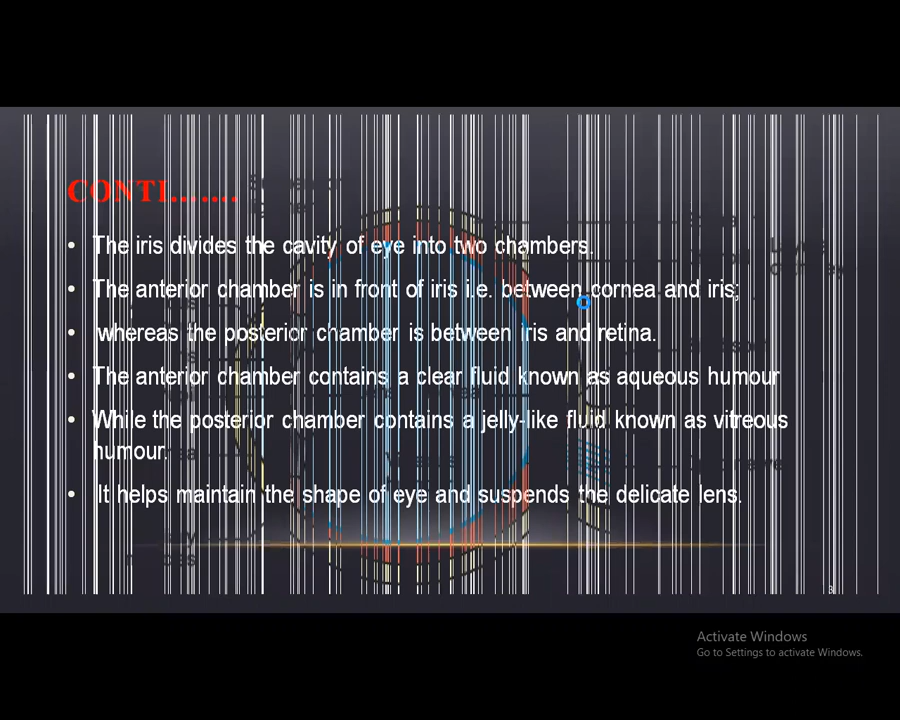 CONTI.......
• The iris divides the cavity of eye into two chambers.
• The anterior chamber is in front of iris i.e. between cornea and iris;
• whereas the posterior chamber is between iris and retina.
• The anterior chamber contains a clear fluid known as aqueous humour
• While the posterior chamber contains a jelly-like fluid known as vitreous
humour.
• It helps maintain the shape of eye and suspends the delicate lens.
Activate Windows
Go to Settings to activate Windows.